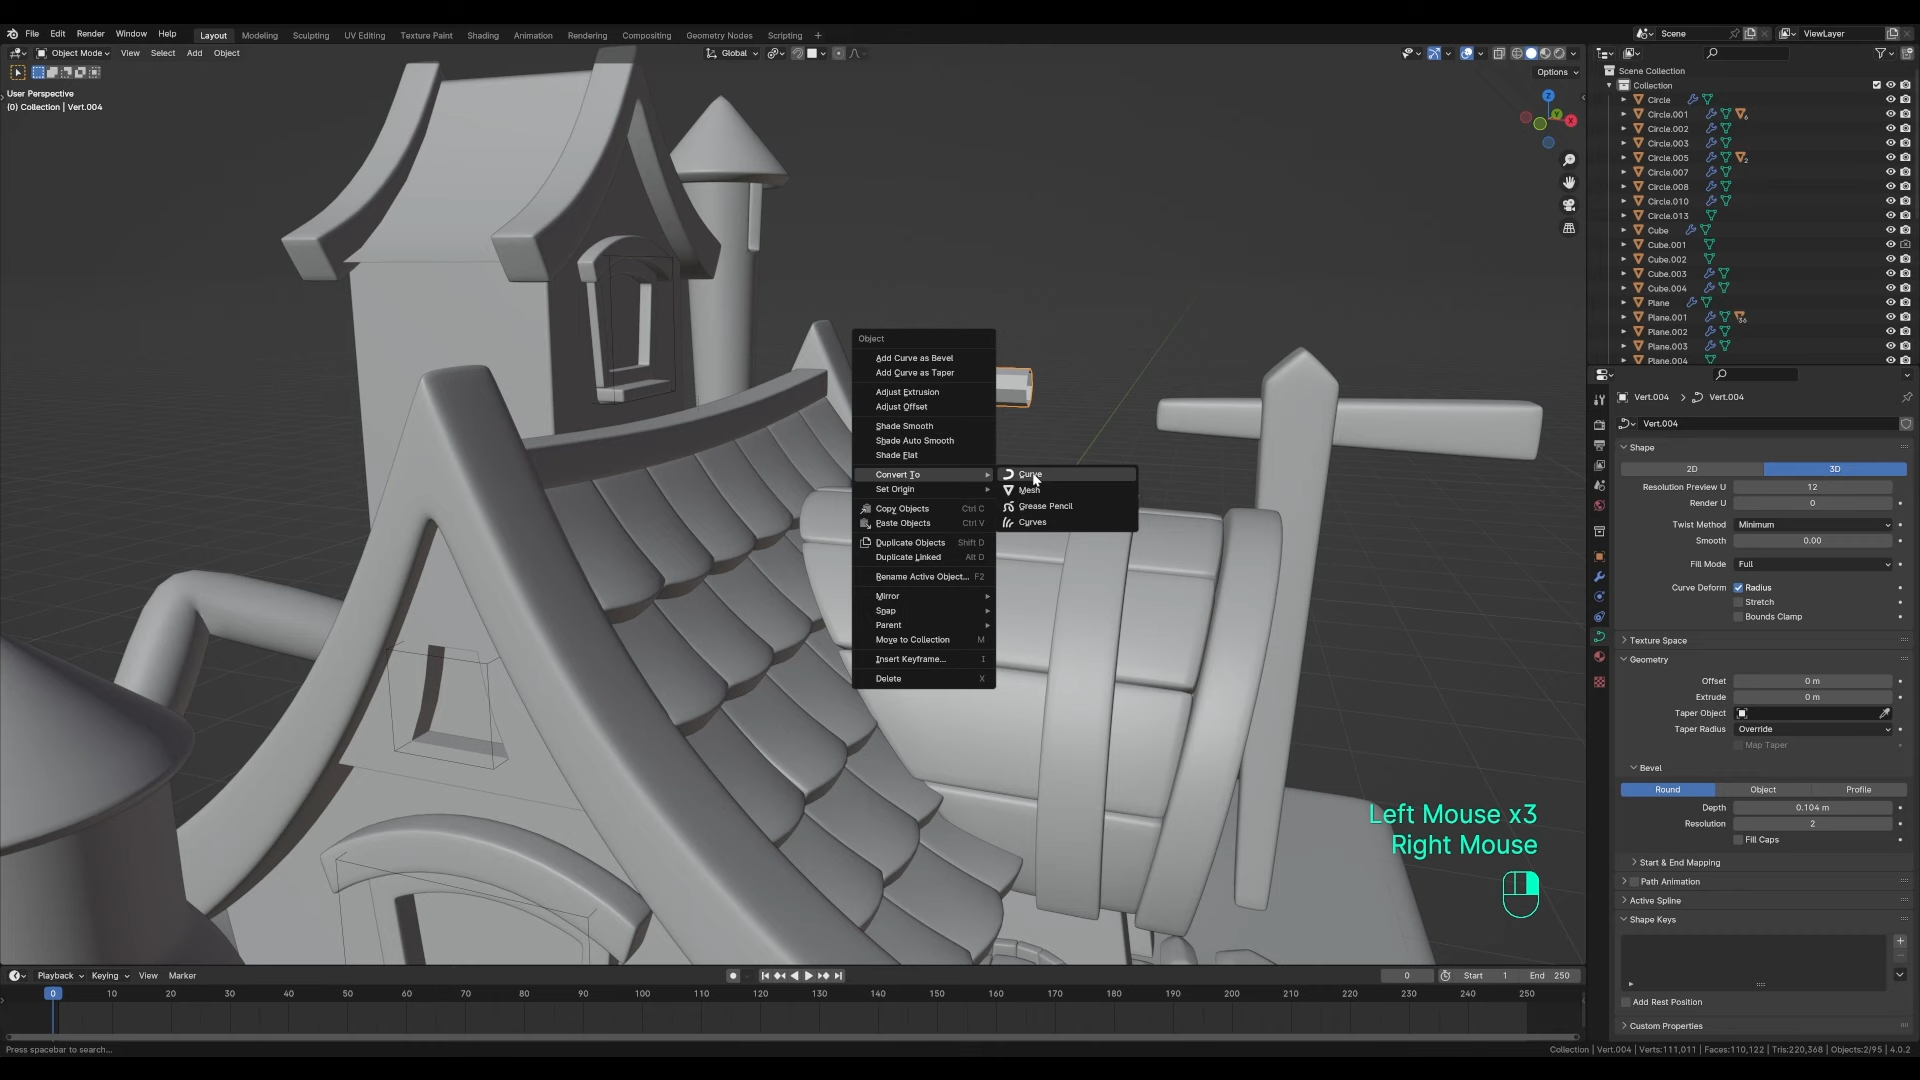 File Edit Render Window Help Layout Modeling Sculpting UV Editing Texture Paint Shading Animation Rendering Compositing Geometry Nodes Scripting + Scene ViewLayer
Object Mode View Select Add Object Global
Options
User Perspective
(0) Collection | Vert.004
Z
Y
X
Scene Collection
Collection
Circle
Circle.001 6
Circle.002
Circle.003
Circle.005 2
Circle.007
Circle.008
Circle.010
Circle.013
Cube
Cube.001
Cube.002
Cube.003
Cube.004
Plane
Plane.001 36
Plane.002
Plane.003
Plane.004
Object
Add Curve as Bevel
Add Curve as Taper
Adjust Extrusion
Adjust Offset
Shade Smooth
Shade Auto Smooth
Shade Flat
Convert To
Set Origin
Copy Objects Ctrl C
Paste Objects Ctrl V
Duplicate Objects Shift D
Duplicate Linked Alt D
Rename Active Object... F2
Mirror
Snap
Parent
Move to Collection M
Insert Keyframe... I
Delete X
Curve
Mesh
Grease Pencil
Curves
Vert.004 > Vert.004
Vert.004
Shape
2D 3D
Resolution Preview U 12
Render U 0
Twist Method Minimum
Smooth 0.00
Fill Mode Full
Curve Deform Radius
Stretch
Bounds Clamp
Texture Space
Geometry
Offset 0 m
Extrude 0 m
Taper Object
Taper Radius Override
Map Taper
Bevel
Round Object Profile
Depth 0.104 m
Resolution 2
Fill Caps
Start & End Mapping
Path Animation
Active Spline
Shape Keys
Add Rest Position
Custom Properties
Left Mouse x3
Right Mouse
Playback Keying View Marker 0 Start 1 End 250
0 10 20 30 40 50 60 70 80 90 100 110 120 130 140 150 160 170 180 190 200 210 220 230 240 250
Press spacebar to search... Collection | Vert.004 | Verts:111,011 | Faces:110,122 | Tris:220,368 | Objects:2/95 | 4.0.2